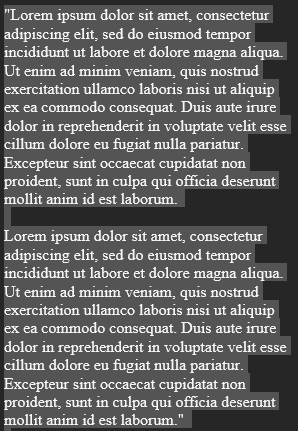 "Lorem ipsum dolor sit amet, consectetur
adipiscing elit, sed do eiusmod tempor
incididunt ut labore et dolore magna aliqua.
Ut enim ad minim veniam, quis nostrud
exercitation ullamco laboris nisi ut aliquip
ex ea commodo consequat. Duis aute irure
dolor in reprehenderit in voluptate velit esse
cillum dolore eu fugiat nulla pariatur.
Excepteur sint occaecat cupidatat non
proident, sunt in culpa qui officia deserunt
mollit anim id est laborum.
Lorem ipsum dolor sit amet, consectetur
adipiscing elit, sed do eiusmod tempor
incididunt ut labore et dolore magna aliqua.
Ut enim ad minim veniam, quis nostrud
exercitation ullamco laboris nisi ut aliquip
ex ea commodo consequat. Duis aute irure
dolor in reprehenderit in voluptate velit esse
cillum dolore eu fugiat nulla pariatur.
Excepteur sint occaecat cupidatat non
proident, sunt in culpa qui officia deserunt
mollit anim id est laborum."